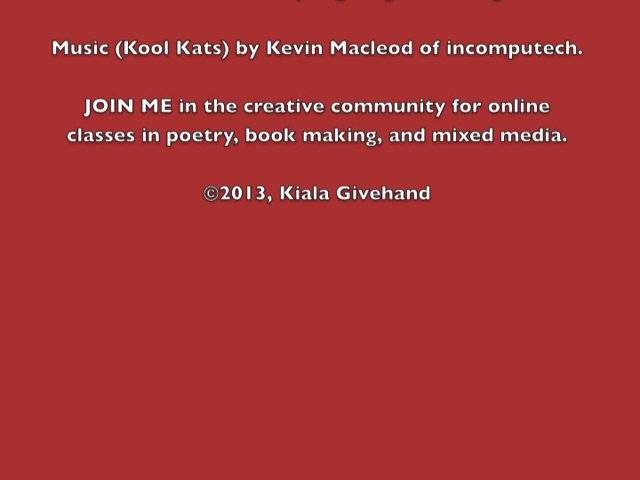 Music (Kool Kats) by Kevin Macleod of incomputech.
JOIN ME in the creative community for online
classes in poetry, book making, and mixed media.
©2013, Kiala Givehand